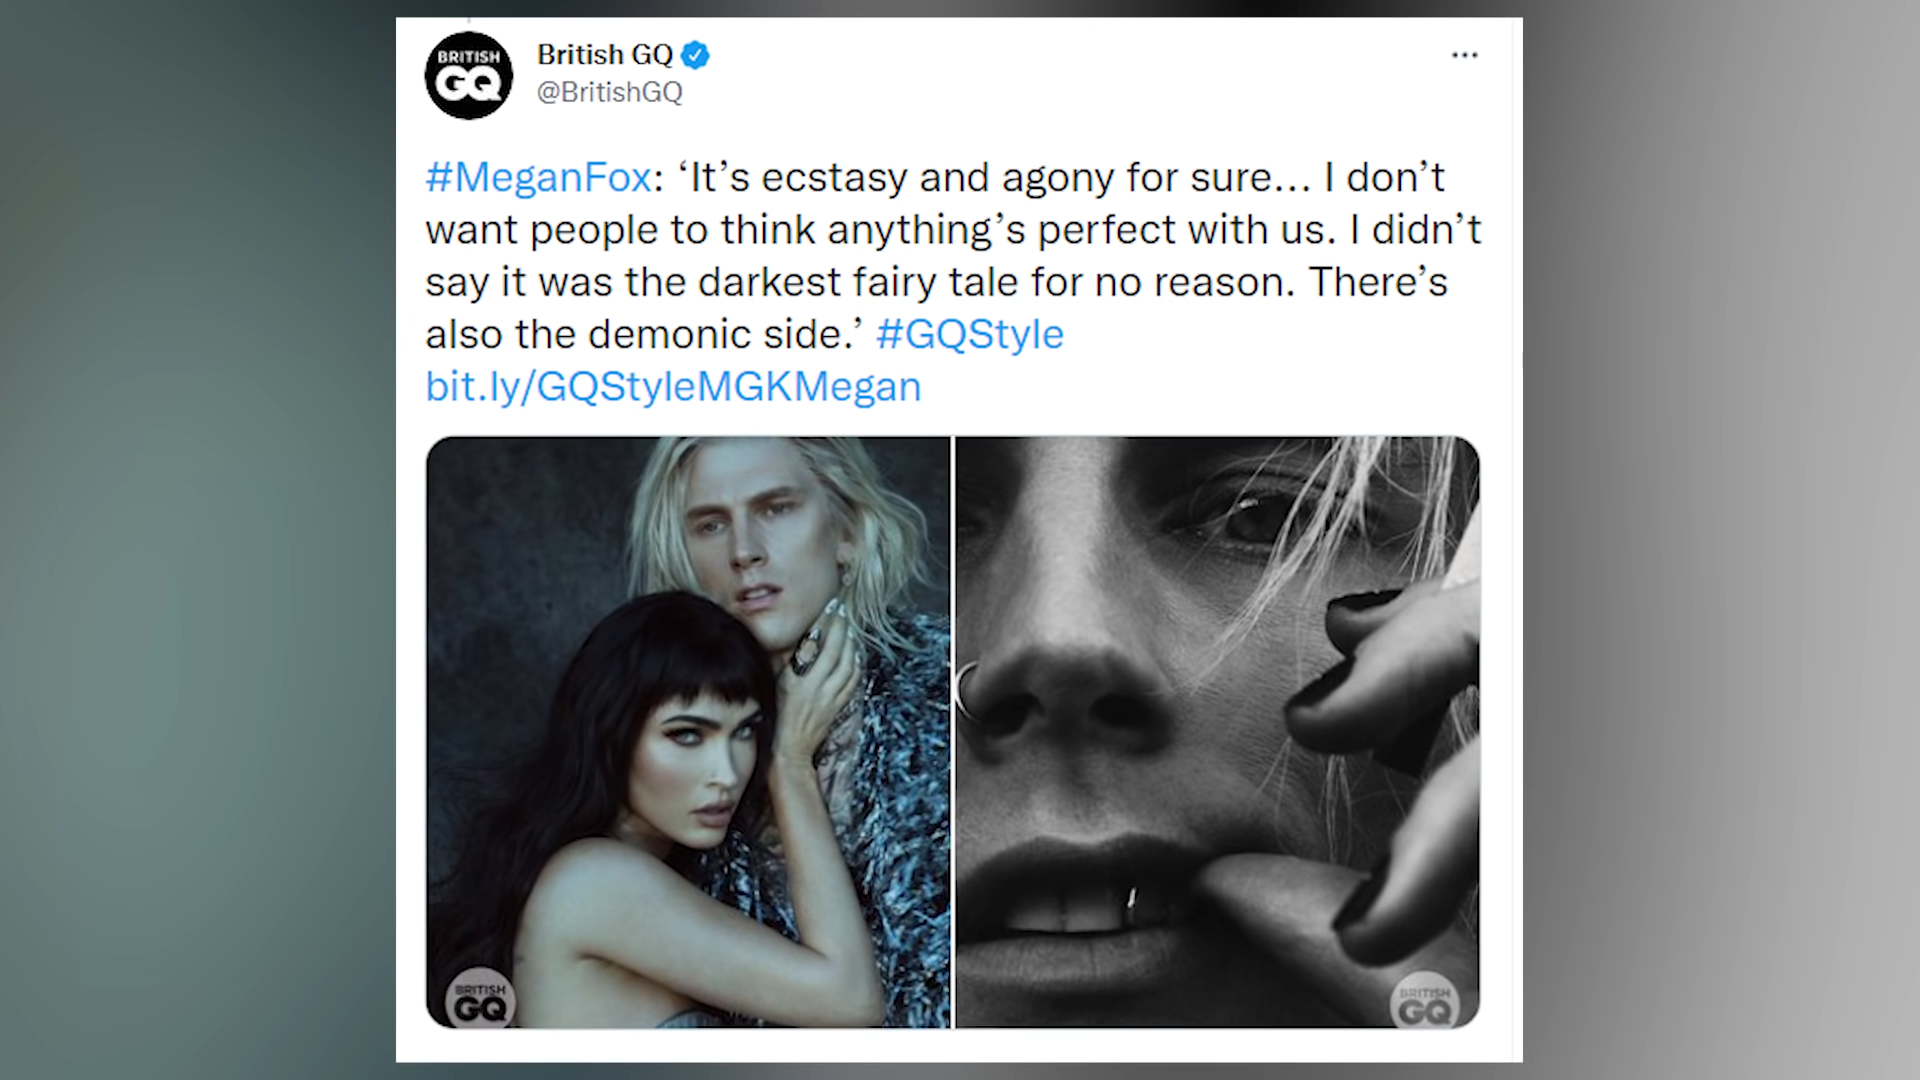 BRITISH
GQ
British GQ
@BritishGQ
#MeganFox: ‘It’s ecstasy and agony for sure... I don’t
want people to think anything’s perfect with us. I didn’t
say it was the darkest fairy tale for no reason. There’s
also the demonic side.’ #GQStyle
bit.ly/GQStyleMGKMegan
BRITISH
GQ
BRITISH
GQ